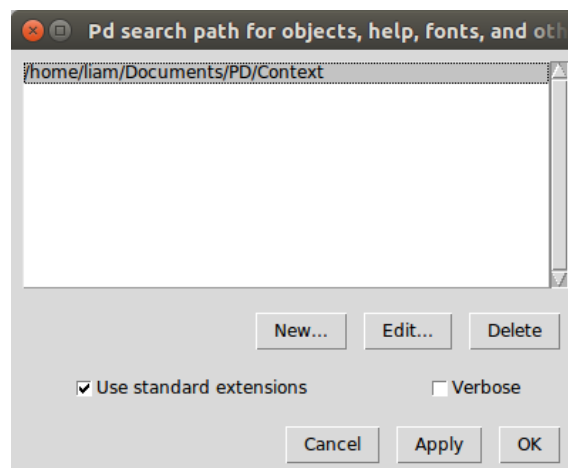 Pd search path for objects, help, fonts, and oth
/home/liam/Documents/PD/Context
New... Edit... Delete
Use standard extensions Verbose
Cancel Apply OK